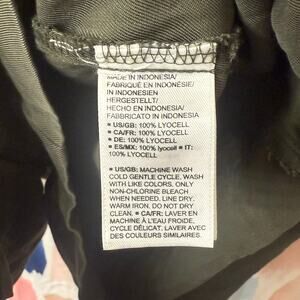 MADE IN INDONESIA/
FABRIQUÉ EN INDONÉSIE/
IN INDONESIEN
HERGESTELLT/
HECHO EN INDONESIA/
FABBRICATO IN INDONESIA
▪ US/GB: 100% LYOCELL
▪ CA/FR: 100% LYOCELL
▪ DE: 100% LYOCELL
▪ ES/MX: 100% LYOCELL ▪ IT:
100% LYOCELL
▪ US/GB: MACHINE WASH
COLD GENTLE CYCLE, WASH
WITH LIKE COLORS, ONLY
NON-CHLORINE BLEACH
WHEN NEEDED. LINE DRY.
WARM IRON. DO NOT DRY
CLEAN. ▪ CA/FR: LAVER EN
MACHINE À L'EAU FROIDE,
CYCLE DÉLICAT. LAVER AVEC
DES COULEURS SIMILAIRES.